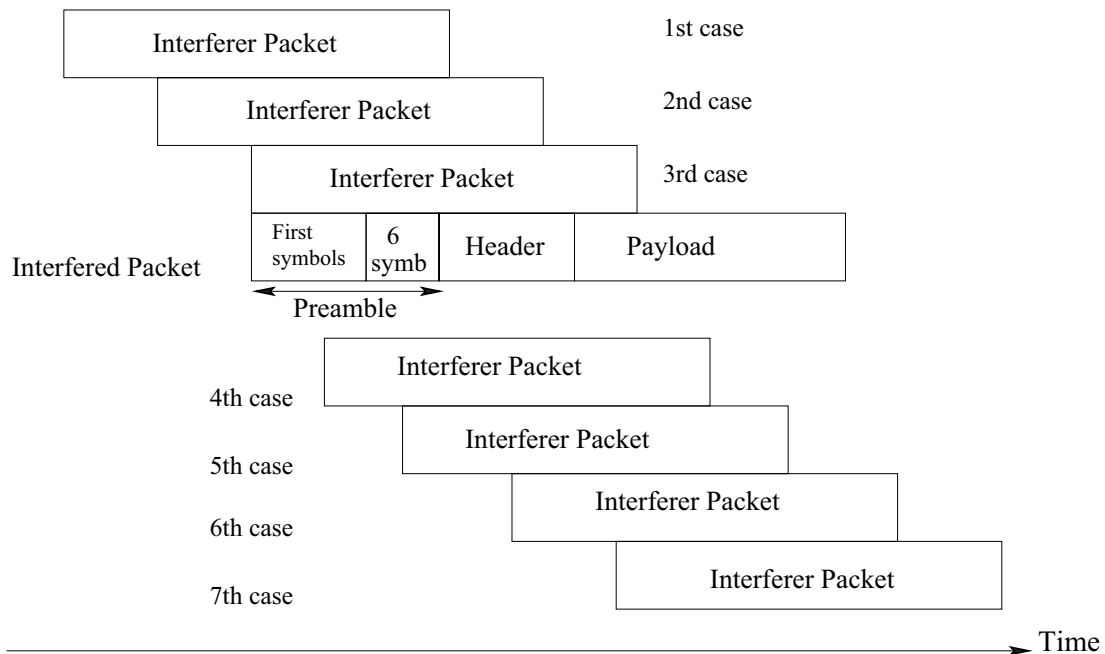 Interferer Packet
1st case
Interferer Packet
2nd case
Interferer Packet
3rd case
Interfered Packet
First
symbols
6
symb
Header
Payload
Preamble
Interferer Packet
4th case
Interferer Packet
5th case
Interferer Packet
6th case
Interferer Packet
7th case
Time